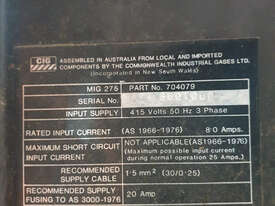 CIG ASSEMBLED IN AUSTRALIA FROM LOCAL AND IMPORTED
COMPONENTS BY THE COMMONWEALTH INDUSTRIAL GASES LTD.
(Incorporated in New South Wales)
MIG 275 PART No. 704079
SERIAL No.
INPUT SUPPLY 415 Volts 50 Hz 3 Phase
RATED INPUT CURRENT (AS 1966-1976) 8·0 Amps.
MAXIMUM SHORT CIRCUIT NOT APPLICABLE (AS1966-1976)
INPUT CURRENT (Maximum possible input current
during normal operation 25 Amps.)
RECOMMENDED 1·5 mm² (30/0·25)
SUPPLY CABLE
RECOMMENDED SUPPLY 20 Amp
FUSING TO AS 3000-1976